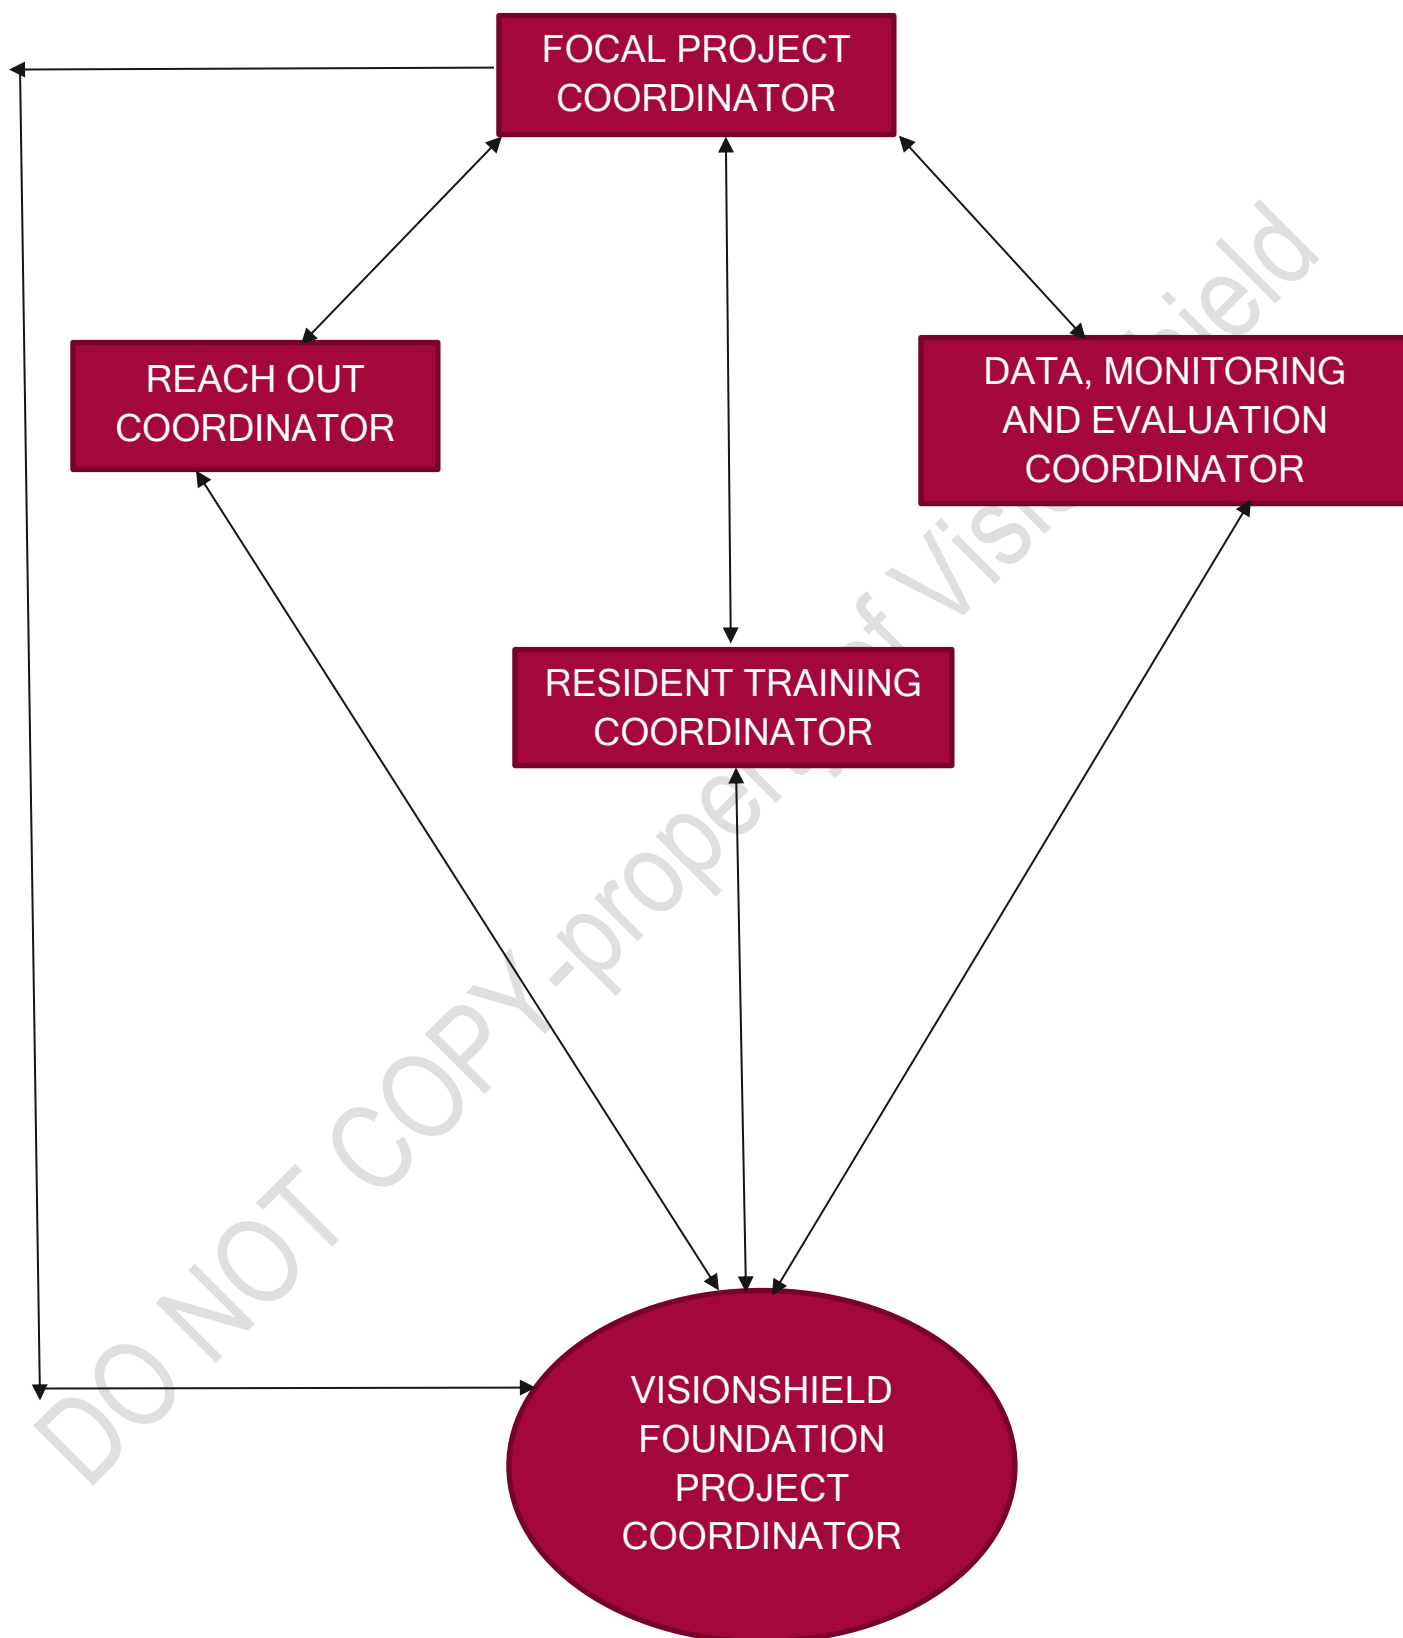 FOCAL PROJECT
COORDINATOR
REACH OUT
COORDINATOR
DATA, MONITORING
AND EVALUATION
COORDINATOR
RESIDENT TRAINING
COORDINATOR
VISIONSHIELD
FOUNDATION
PROJECT
COORDINATOR
DO NOT COPY-property of VisionShield